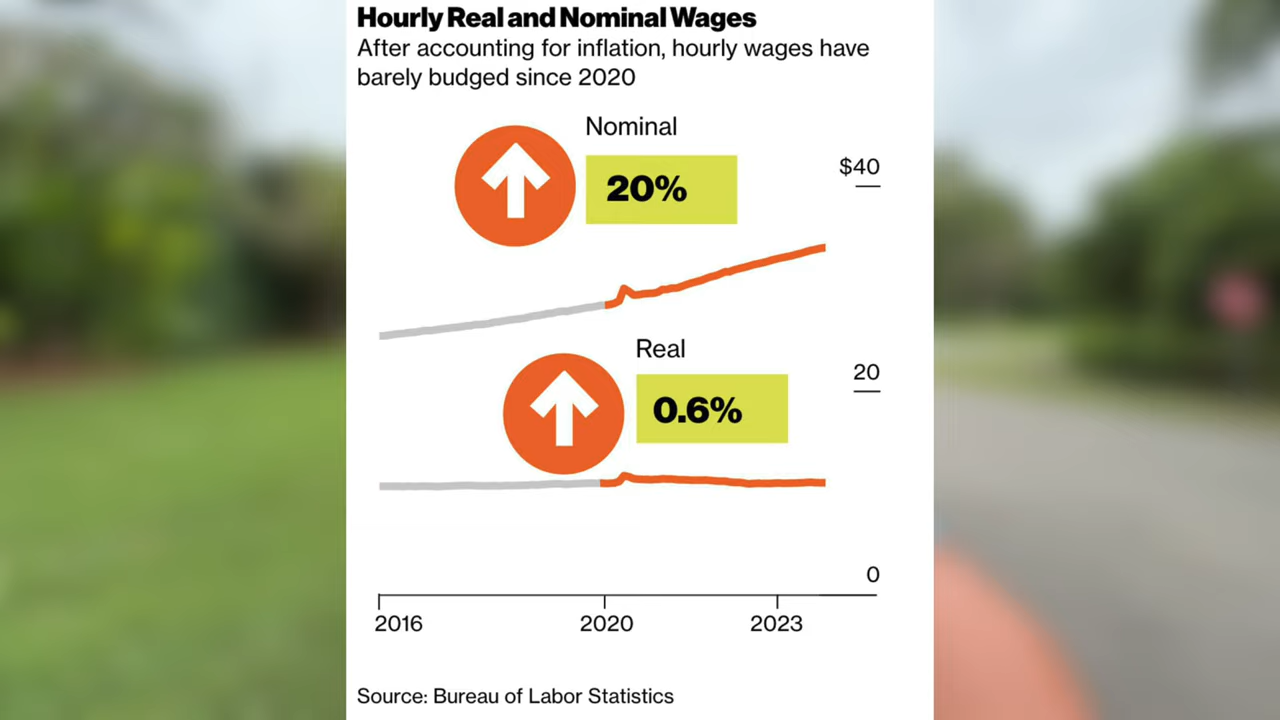 Hourly Real and Nominal Wages
After accounting for inflation, hourly wages have
barely budged since 2020
Nominal
20%
$40
Real
0.6%
20
0
2016 2020 2023
Source: Bureau of Labor Statistics